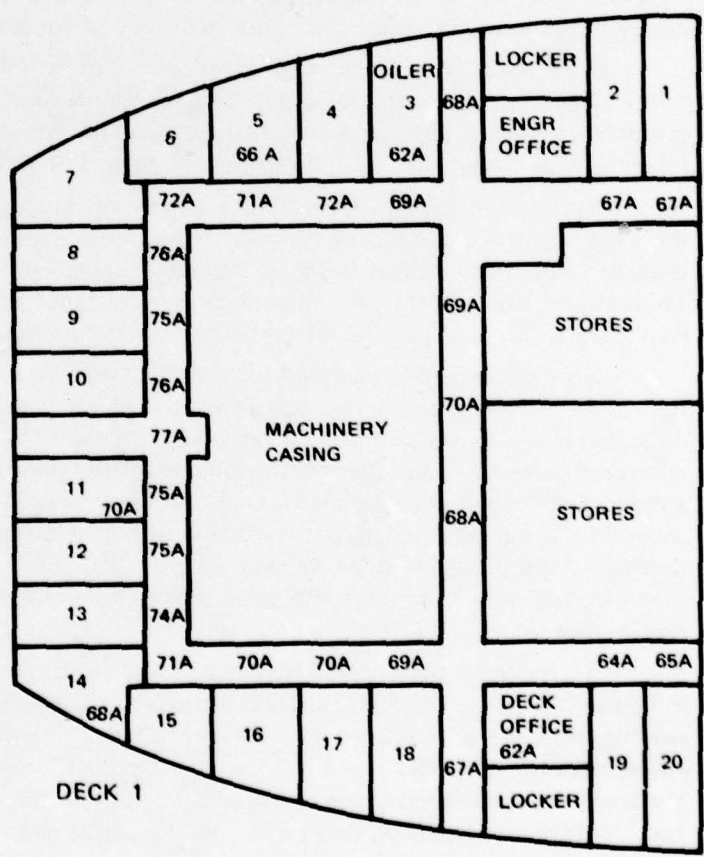 OILER
LOCKER
6
5
4
3
68A
2
1
66 A
62A
ENGR
OFFICE
7
72A
71A
72A
69A
67A
67A
8
76A
9
75A
69A
STORES
10
76A
70A
77A
MACHINERY
CASING
11
70A
75A
68A
STORES
12
75A
13
74A
71A
70A
70A
69A
64A
65A
14
68A
15
16
17
18
67A
DECK
OFFICE
62A
19
20
LOCKER
DECK 1